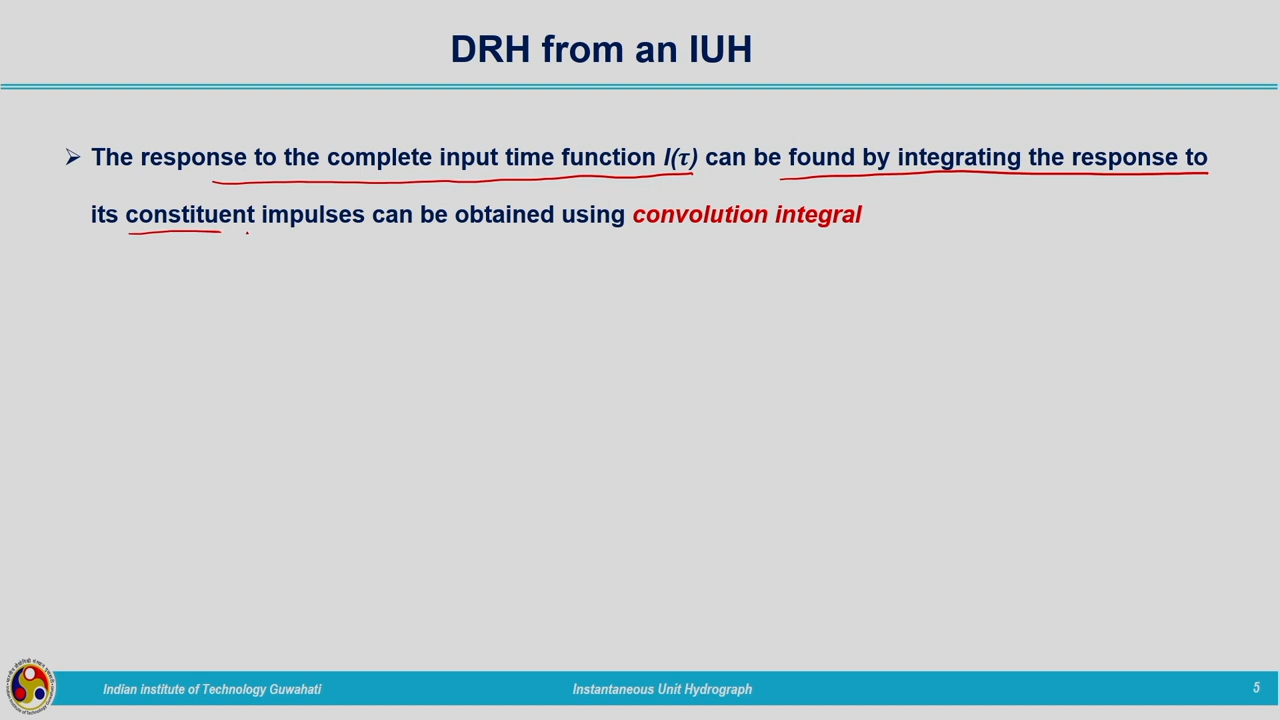 DRH from an IUH
➢ The response to the complete input time function I(τ) can be found by integrating the response to
its constituent impulses can be obtained using convolution integral
Indian institute of Technology Guwahati
Instantaneous Unit Hydrograph
5